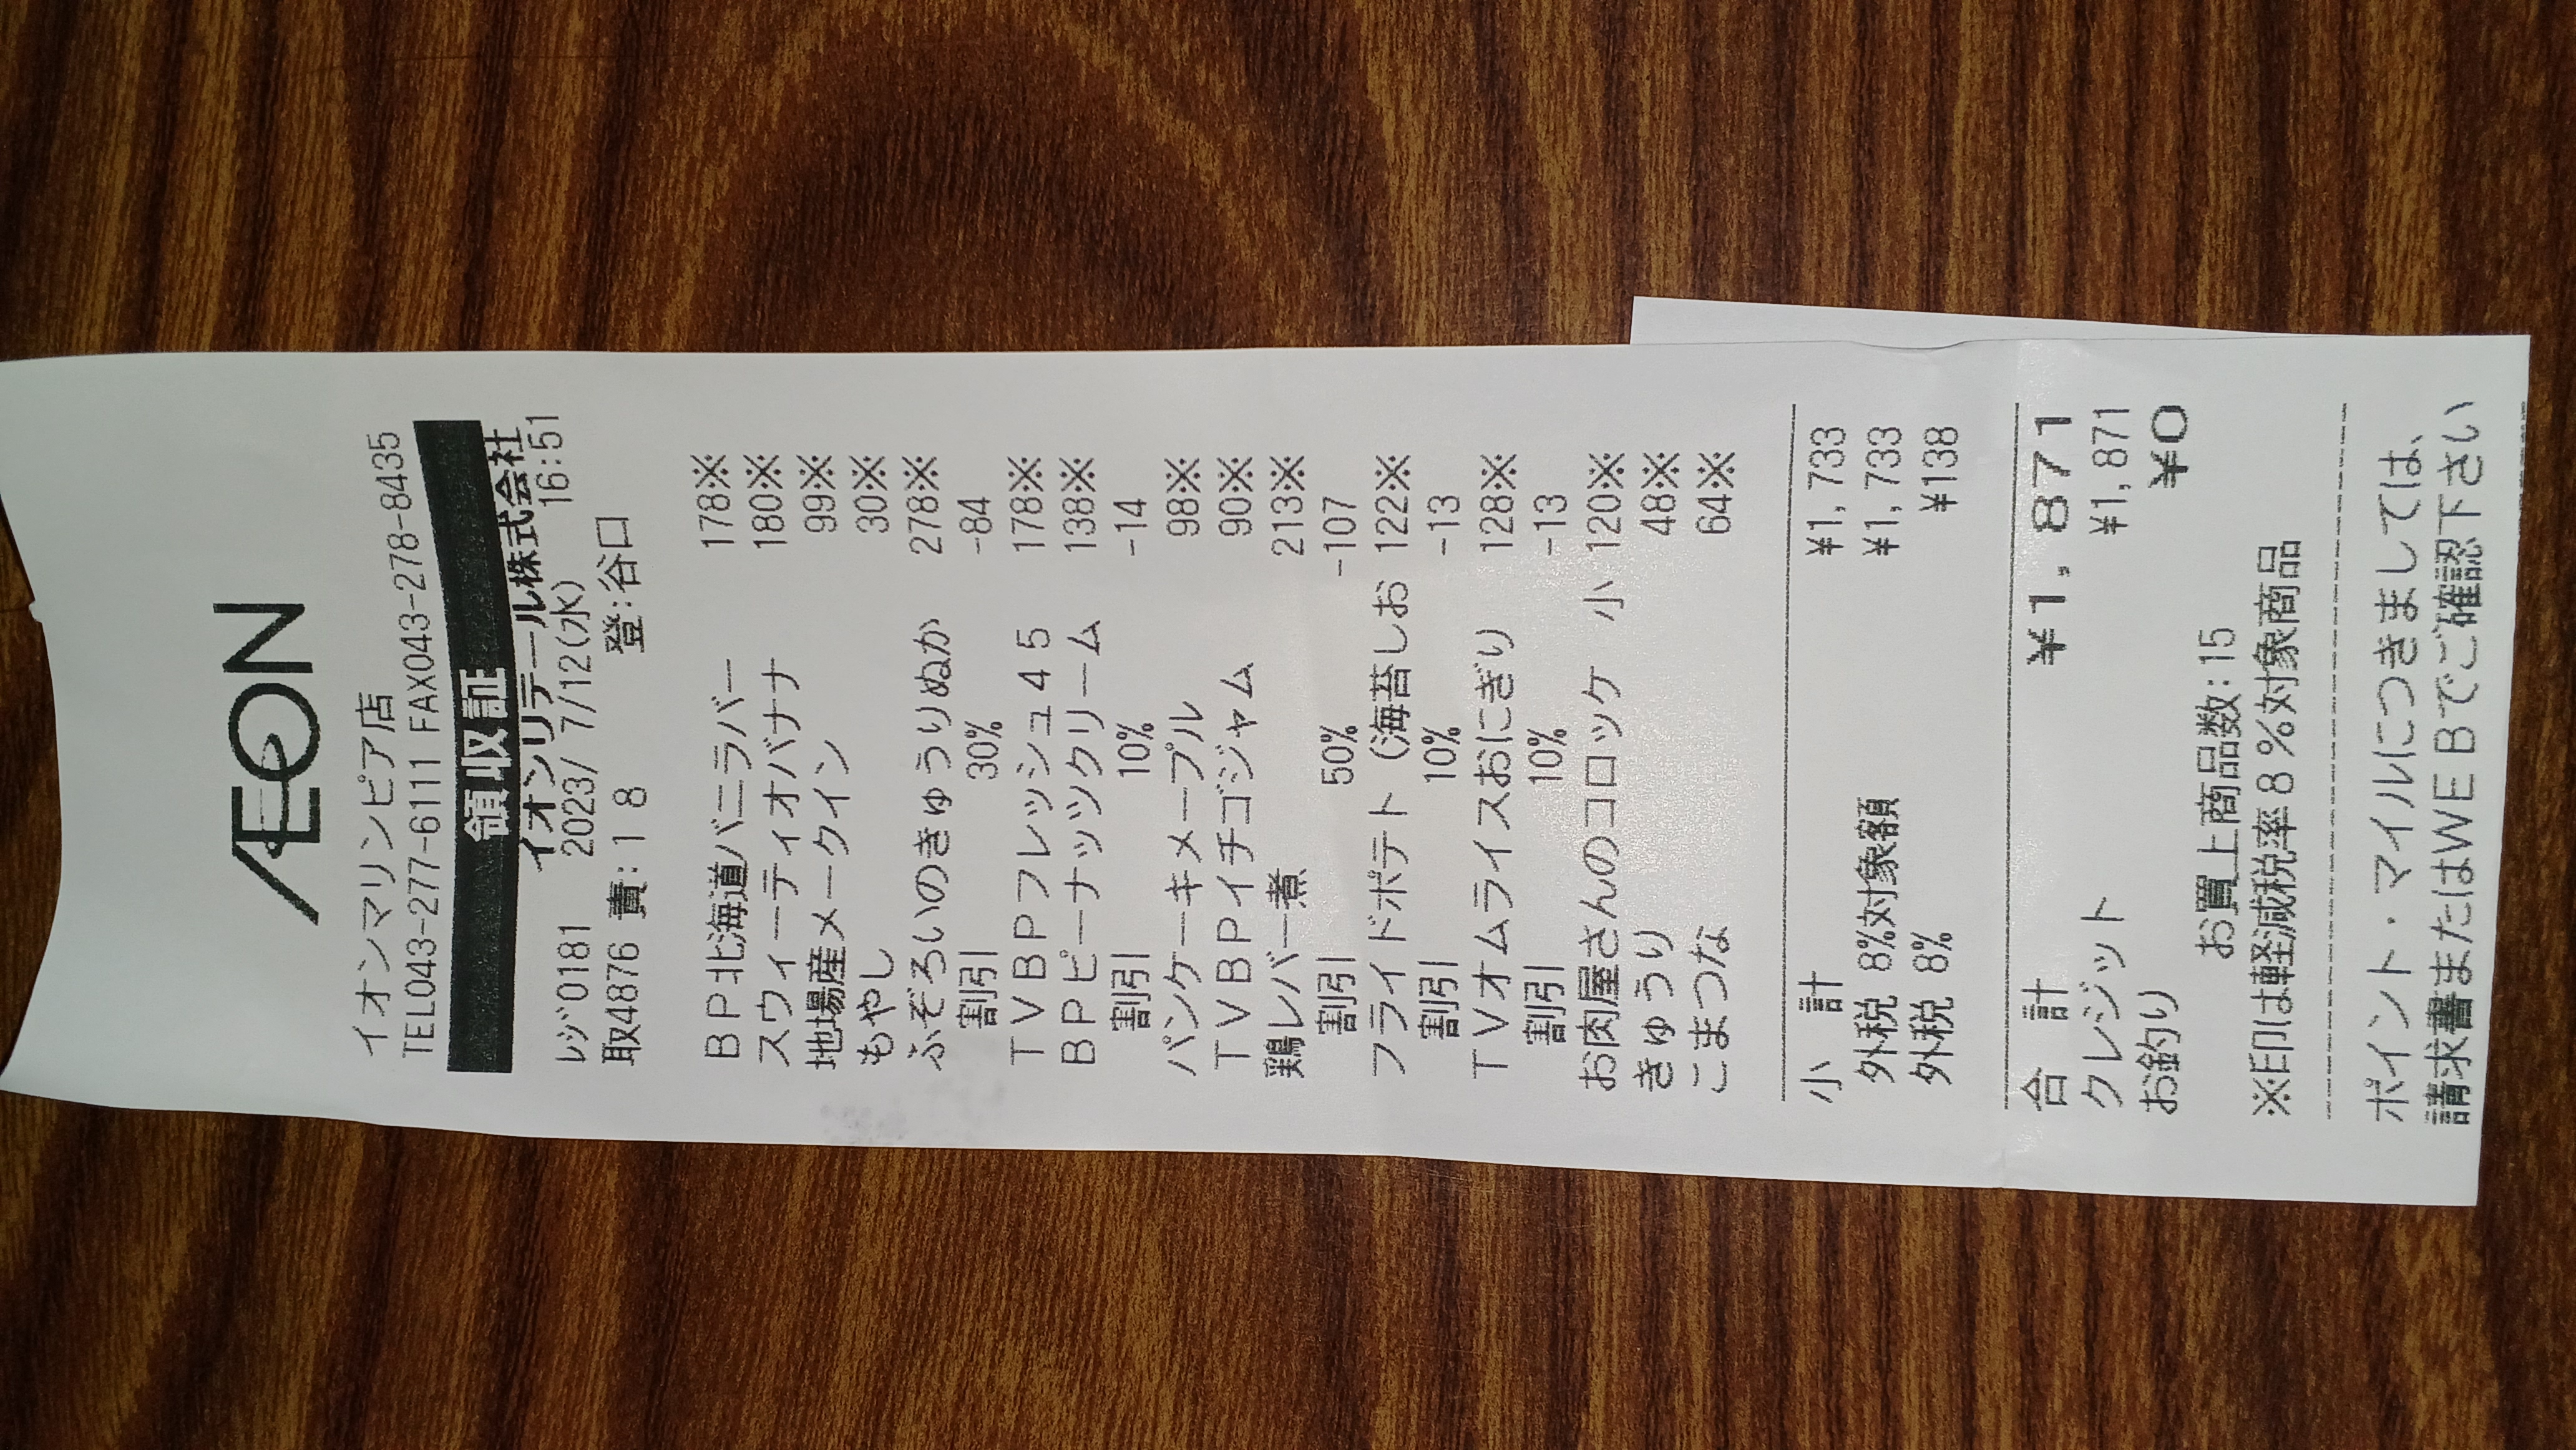 ÆON
イオンマリンピア店
TEL043-277-6111 FAX043-278-8435
領収証
イオンリテール株式会社
ﾚｼﾞ0181 2023/ 7/12(水) 16:51
取4876 責:18 登:谷口
BP北海道バニラバー 178※
スウィーティオバナナ 180※
地場産メークイン 99※
もやし 30※
ふぞろいのきゅうりぬか 278※
割引 30% -84
TVBPフレッシュ45 178※
BPピーナッツクリーム 138※
割引 10% -14
パンケーキメープル 98※
TVBPイチゴジャム 90※
鶏レバー煮 213※
割引 50% -107
フライドポテト（海苔しお 122※
割引 10% -13
TVオムライスおにぎり 128※
割引 10% -13
お肉屋さんのコロッケ 小 120※
きゅうり 48※
こまつな 64※
小 計 ¥1,733
外税 8%対象額 ¥1,733
外税 8% ¥138
合 計 ¥1,871
クレジット ¥1,871
お釣り ¥0
お買上商品数:15
※印は軽減税率8%対象商品
ポイント・マイルにつきましては、
請求書またはWEBでご確認下さい